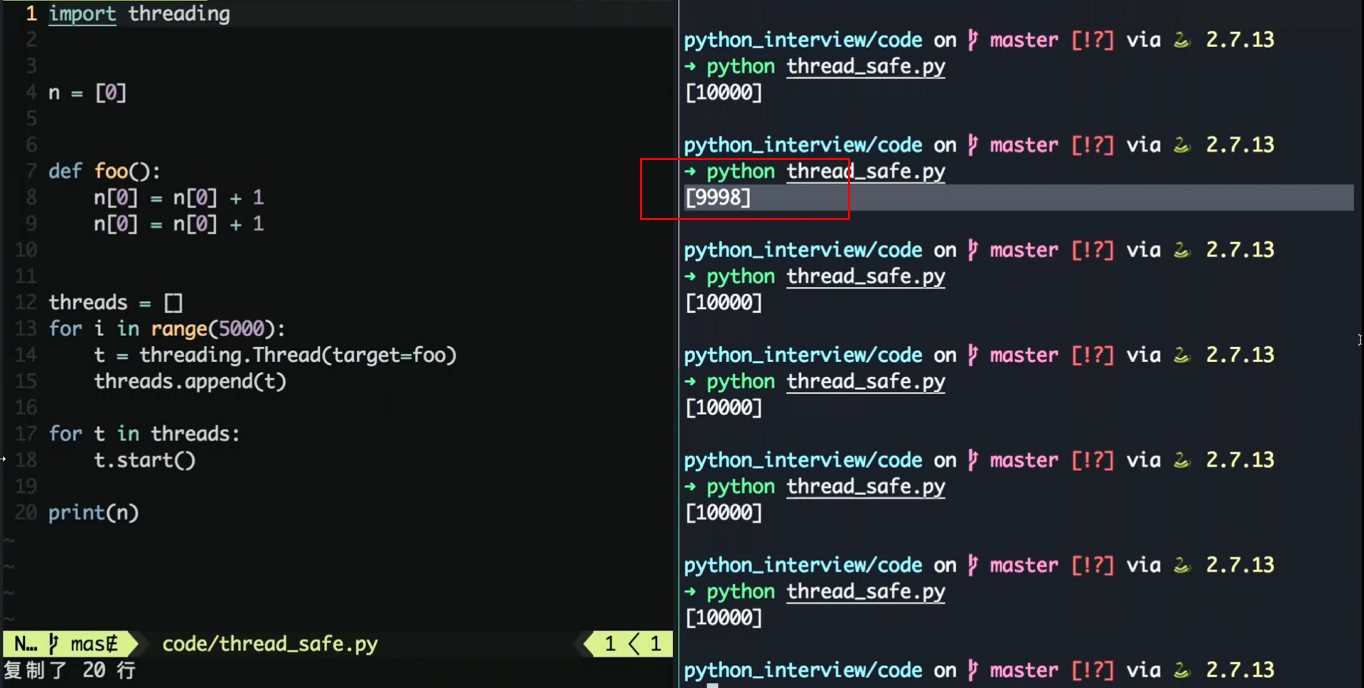 1 import threading
2
3
4 n = [0]
5
6
7 def foo():
8     n[0] = n[0] + 1
9     n[0] = n[0] + 1
10
11
12 threads = []
13 for i in range(5000):
14     t = threading.Thread(target=foo)
15     threads.append(t)
16
17 for t in threads:
18     t.start()
19
20 print(n)
~
~
~
~
N… mas code/thread_safe.py 1 < 1
复制了 20 行
python_interview/code on master [!?] via 🐍 2.7.13
➜ python thread_safe.py
[10000]
python_interview/code on master [!?] via 🐍 2.7.13
➜ python thread_safe.py
[9998]
python_interview/code on master [!?] via 🐍 2.7.13
➜ python thread_safe.py
[10000]
python_interview/code on master [!?] via 🐍 2.7.13
➜ python thread_safe.py
[10000]
python_interview/code on master [!?] via 🐍 2.7.13
➜ python thread_safe.py
[10000]
python_interview/code on master [!?] via 🐍 2.7.13
➜ python thread_safe.py
[10000]
python_interview/code on master [!?] via 🐍 2.7.13